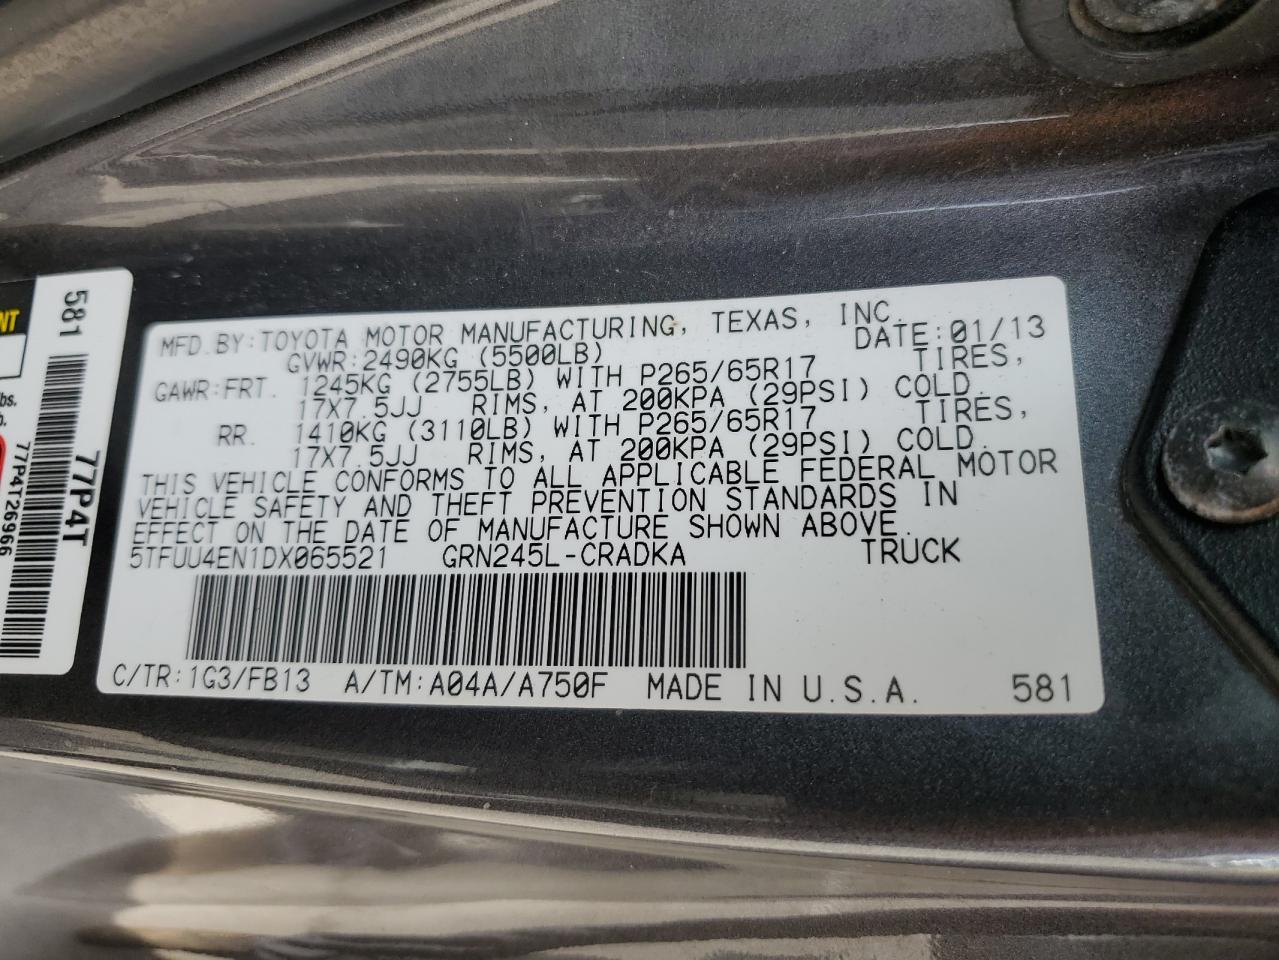 MFD.BY:TOYOTA MOTOR MANUFACTURING, TEXAS, INC.
GVWR:2490KG (5500LB) DATE:01/13
GAWR:FRT. 1245KG (2755LB) WITH P265/65R17 TIRES,
17X7.5JJ RIMS, AT 200KPA (29PSI) COLD.
RR. 1410KG (3110LB) WITH P265/65R17 TIRES,
17X7.5JJ RIMS, AT 200KPA (29PSI) COLD.
THIS VEHICLE CONFORMS TO ALL APPLICABLE FEDERAL MOTOR
VEHICLE SAFETY AND THEFT PREVENTION STANDARDS IN
EFFECT ON THE DATE OF MANUFACTURE SHOWN ABOVE.
5TFUU4EN1DX065521 GRN245L-CRADKA TRUCK
C/TR:1G3/FB13 A/TM:A04A/A750F MADE IN U.S.A. 581
581
77P4T
77P4T26966
NT
bs.